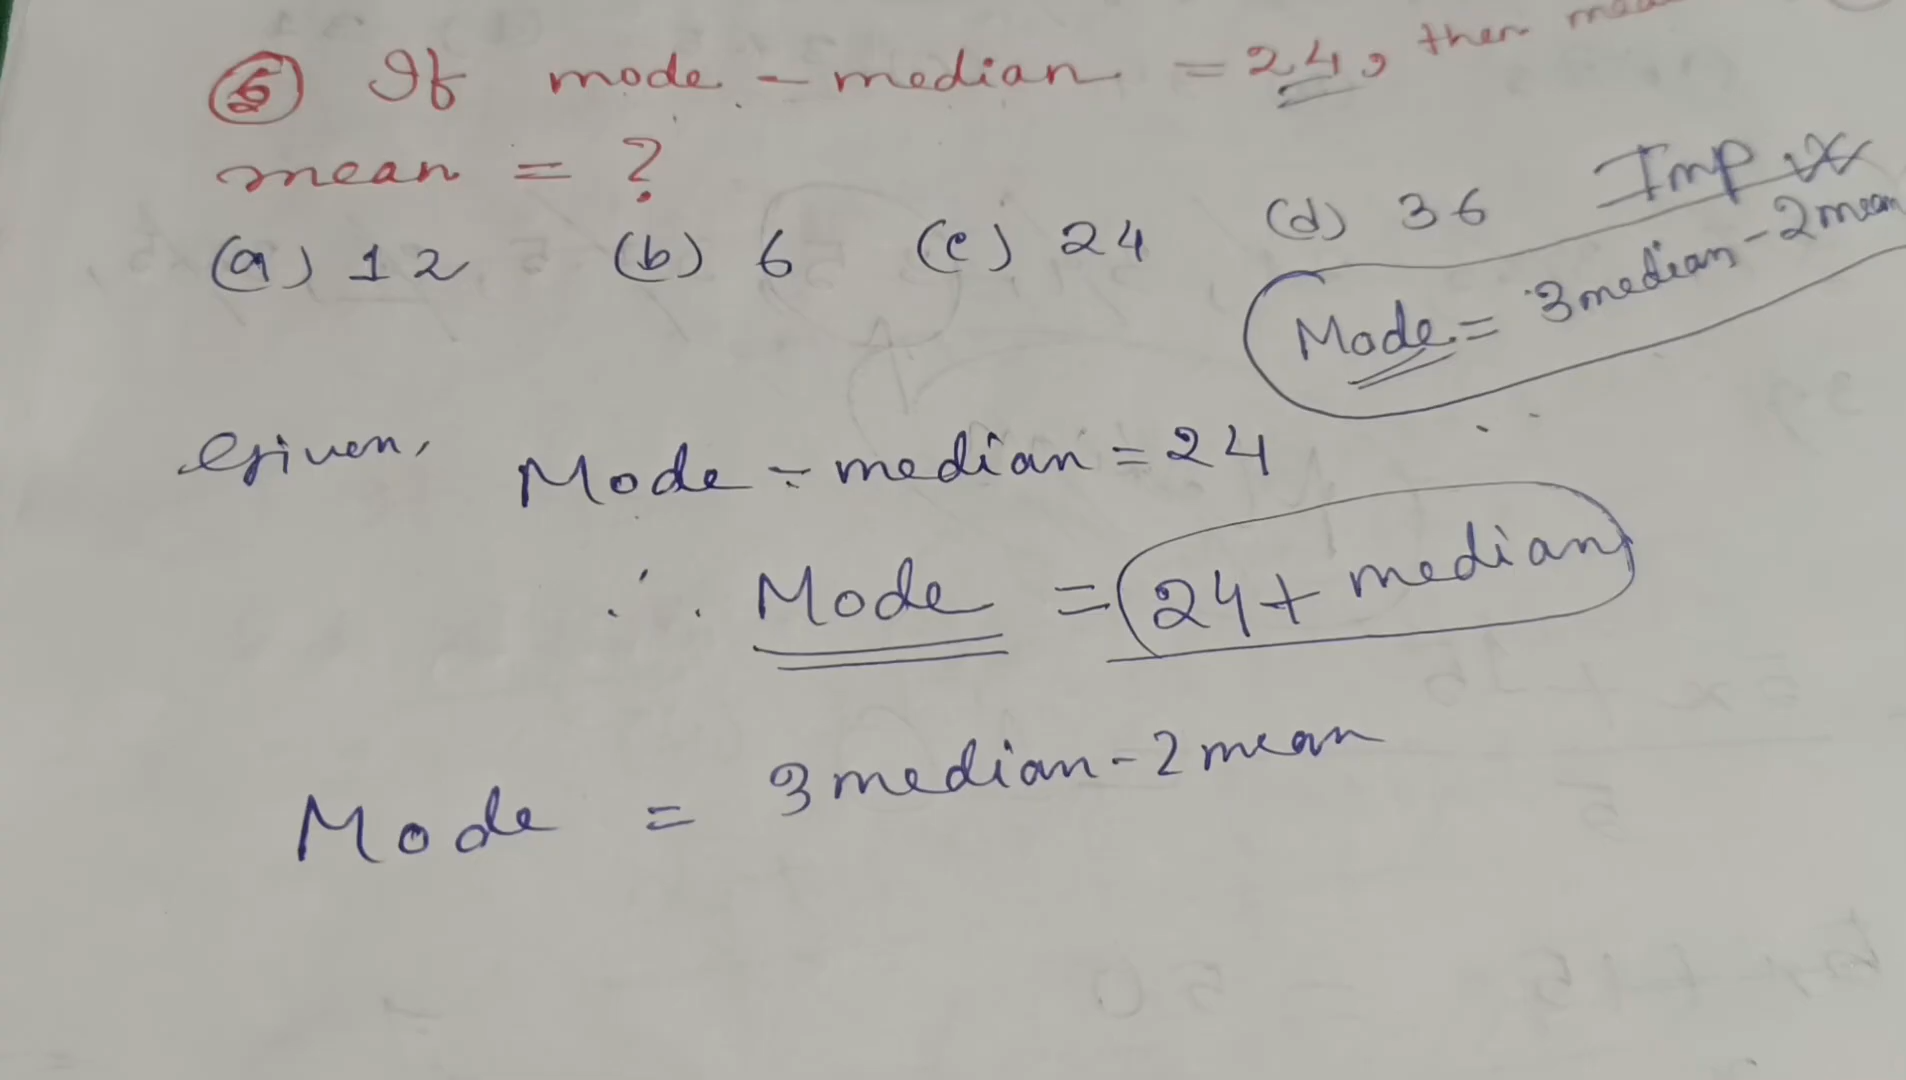 ⑤ If mode - median = 24, then
mean = ?
(a) 12 (b) 6 (c) 24 (d) 36
Imp
Mode = 3median - 2mean
Given, Mode - median = 24
∴ Mode = 24 + median
Mode = 3median - 2mean